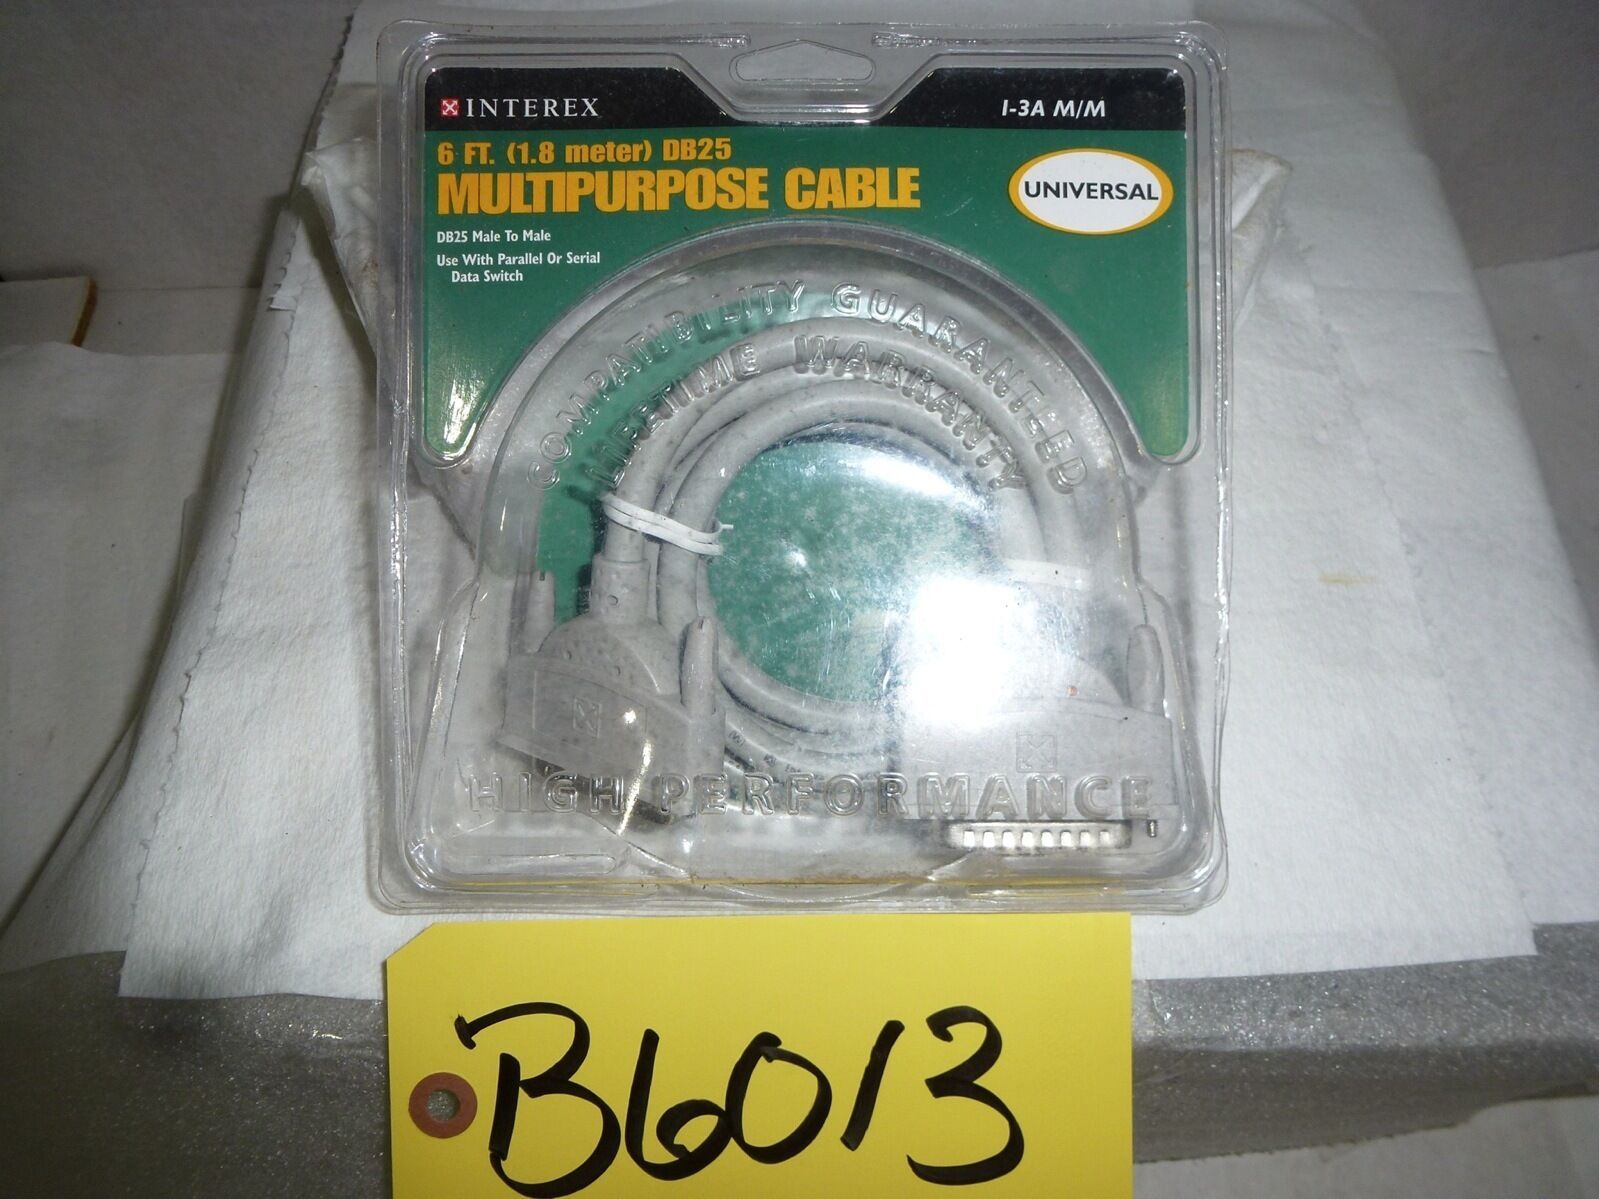 INTEREX
I-3A M/M
6 FT. (1.8 meter) DB25
MULTIPURPOSE CABLE
UNIVERSAL
DB25 Male To Male
Use With Parallel Or Serial
Data Switch
COMPATIBILITY GUARANTEED
LIFETIME WARRANTY
HIGH PERFORMANCE
B6013